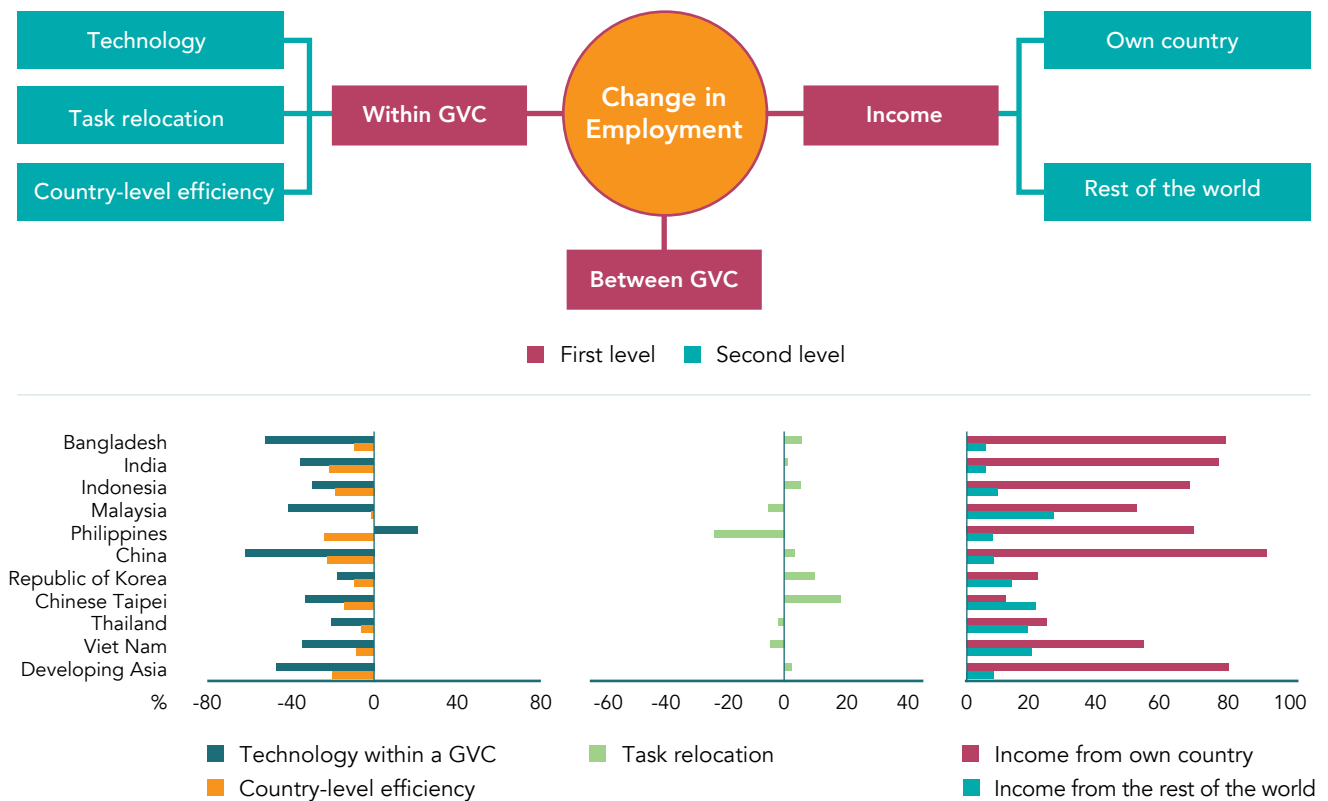 Technology
Task relocation
Country-level efficiency
Within GVC
Change in
Employment
Income
Own country
Rest of the world
Between GVC
First level
Second level
Bangladesh
India
Indonesia
Malaysia
Philippines
China
Republic of Korea
Chinese Taipei
Thailand
Viet Nam
Developing Asia
% -80 -40 0 40 80
-60 -40 -20 0 20 40
0 20 40 60 80 100
Technology within a GVC
Country-level efficiency
Task relocation
Income from own country
Income from the rest of the world